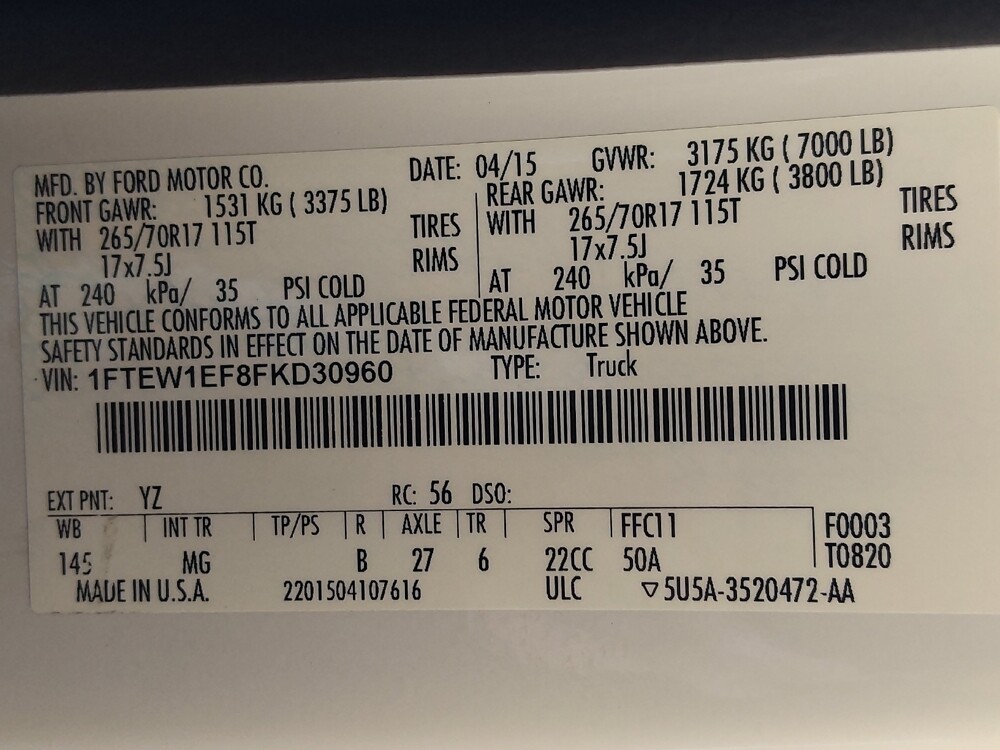 MFD. BY FORD MOTOR CO. DATE: 04/15 GVWR: 3175 KG ( 7000 LB)
FRONT GAWR: 1531 KG ( 3375 LB) REAR GAWR: 1724 KG ( 3800 LB)
WITH 265/70R17 115T TIRES WITH 265/70R17 115T TIRES
17x7.5J RIMS 17x7.5J RIMS
AT 240 kPa/ 35 PSI COLD AT 240 kPa/ 35 PSI COLD
THIS VEHICLE CONFORMS TO ALL APPLICABLE FEDERAL MOTOR VEHICLE
SAFETY STANDARDS IN EFFECT ON THE DATE OF MANUFACTURE SHOWN ABOVE.
VIN: 1FTEW1EF8FKD30960 TYPE: Truck
EXT PNT: YZ RC: 56 DSO:
WB INT TR TP/PS R AXLE TR SPR FFC11 F0003
145 MG B 27 6 22CC 50A T0820
MADE IN U.S.A. 2201504107616 ULC ▽5U5A-3520472-AA